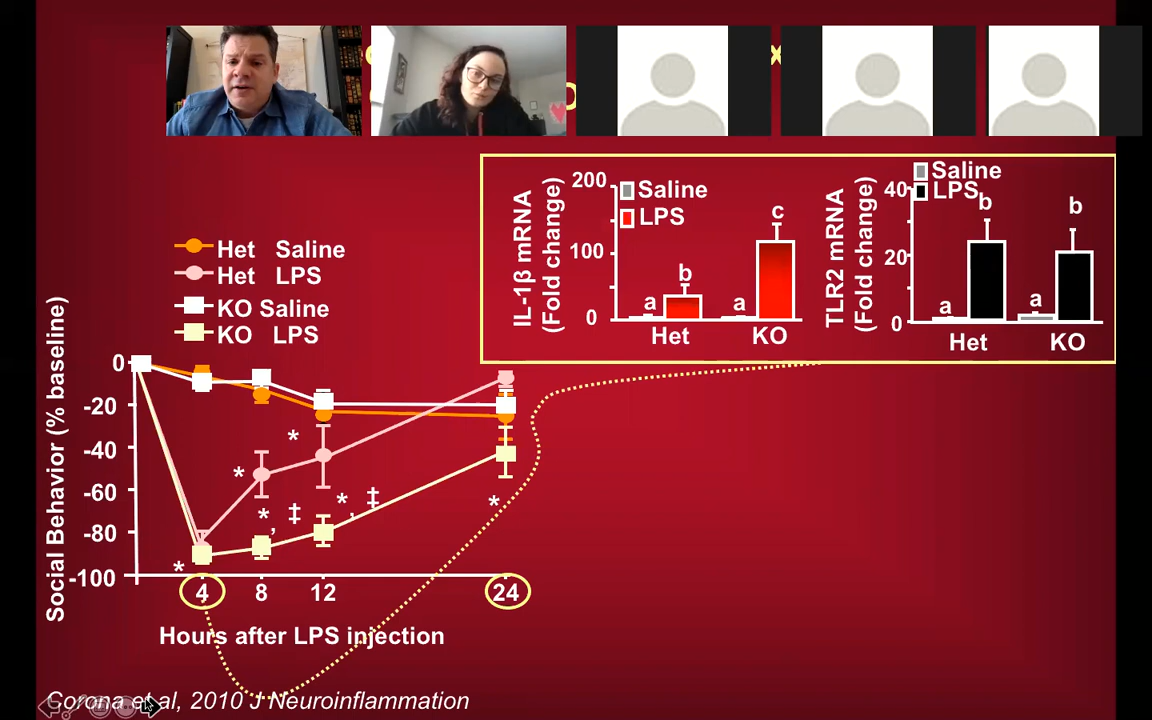 Saline
LPS
IL-1β mRNA
(Fold change)
200
100
0
a
b
a
c
Het
KO
Saline
LPS
TLR2 mRNA
(Fold change)
40
20
0
a
b
a
b
Het
KO
Het Saline
Het LPS
KO Saline
KO LPS
Social Behavior (% baseline)
0
-20
-40
-60
-80
-100
*
*
*
*, ‡
*, ‡
*
4
8
12
24
Hours after LPS injection
Corona et al, 2010 J Neuroinflammation